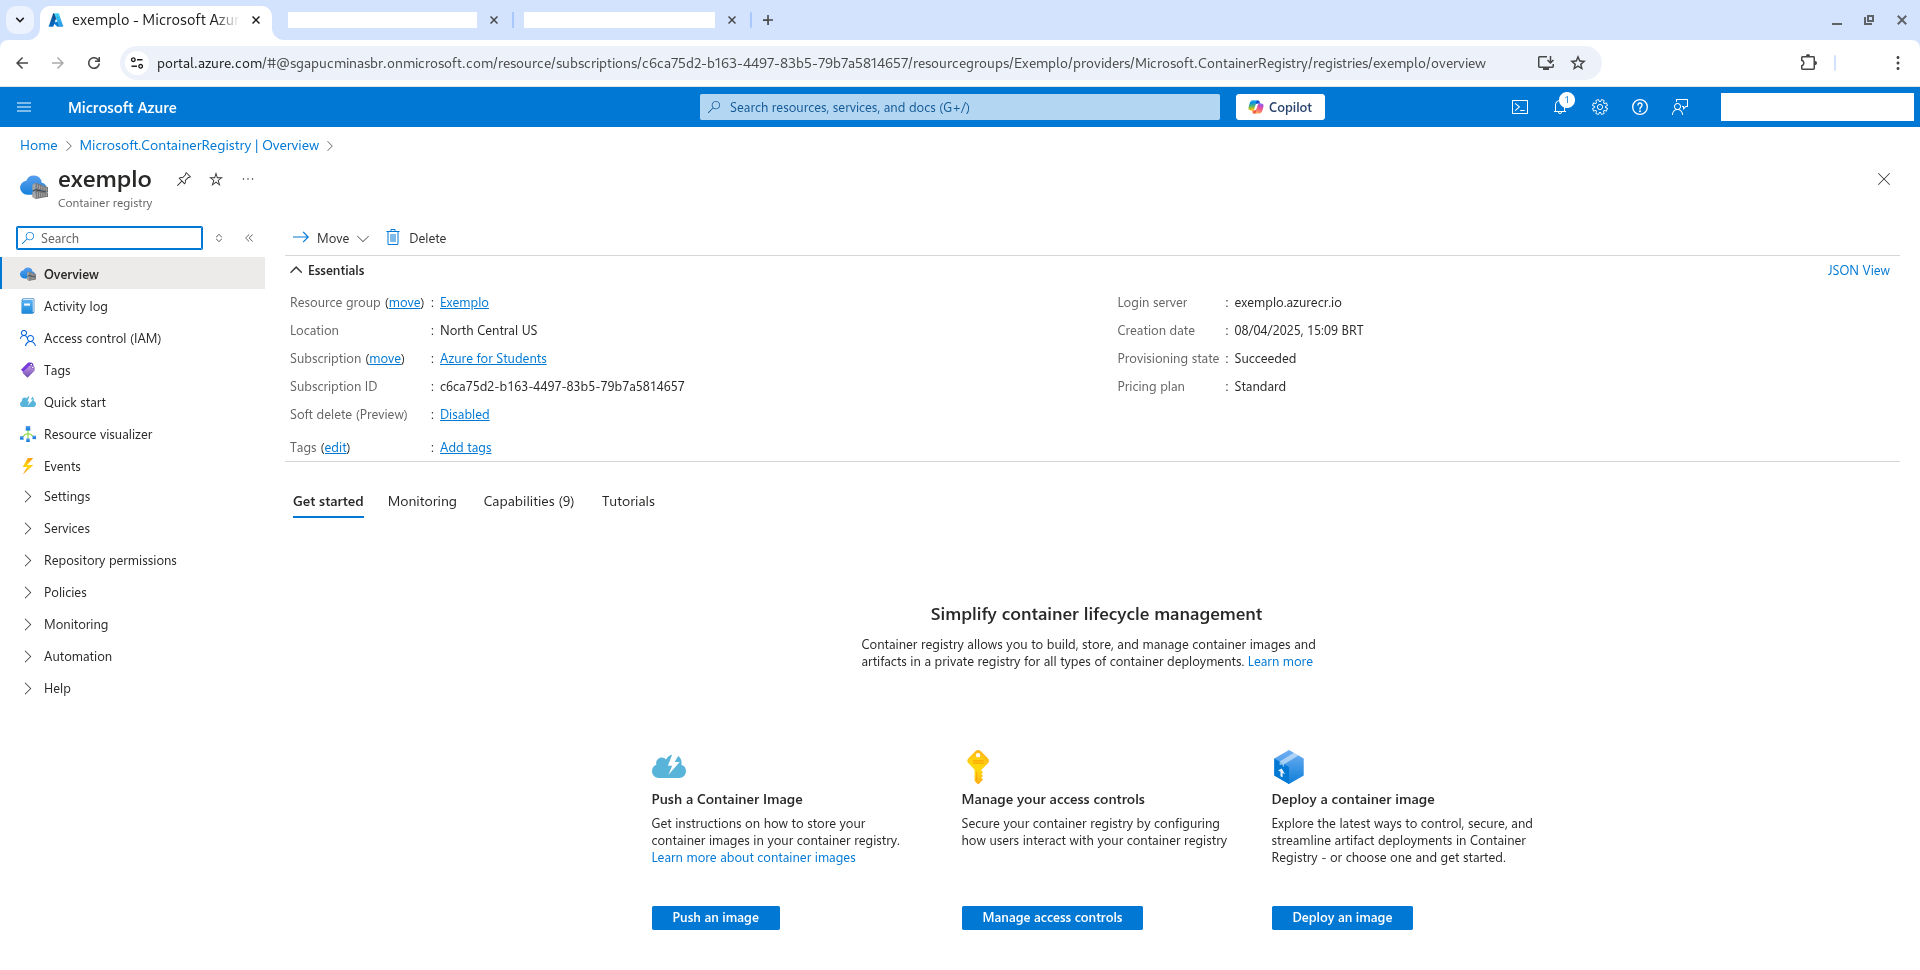 exemplo - Microsoft Azu
portal.azure.com/#@sgapucminasbr.onmicrosoft.com/resource/subscriptions/c6ca75d2-b163-4497-83b5-79b7a5814657/resourcegroups/Exemplo/providers/Microsoft.ContainerRegistry/registries/exemplo/overview
Microsoft Azure
Search resources, services, and docs (G+/)
Copilot
1
Home
Microsoft.ContainerRegistry | Overview
exemplo
Container registry
Search
Overview
Activity log
Access control (IAM)
Tags
Quick start
Resource visualizer
Events
Settings
Services
Repository permissions
Policies
Monitoring
Automation
Help
Move
Delete
Essentials
JSON View
Resource group (move) : Exemplo
Location : North Central US
Subscription (move) : Azure for Students
Subscription ID : c6ca75d2-b163-4497-83b5-79b7a5814657
Soft delete (Preview) : Disabled
Tags (edit) : Add tags
Login server : exemplo.azurecr.io
Creation date : 08/04/2025, 15:09 BRT
Provisioning state : Succeeded
Pricing plan : Standard
Get started
Monitoring
Capabilities (9)
Tutorials
Simplify container lifecycle management
Container registry allows you to build, store, and manage container images and
artifacts in a private registry for all types of container deployments. Learn more
Push a Container Image
Get instructions on how to store your
container images in your container registry.
Learn more about container images
Push an image
Manage your access controls
Secure your container registry by configuring
how users interact with your container registry
Manage access controls
Deploy a container image
Explore the latest ways to control, secure, and
streamline artifact deployments in Container
Registry - or choose one and get started.
Deploy an image